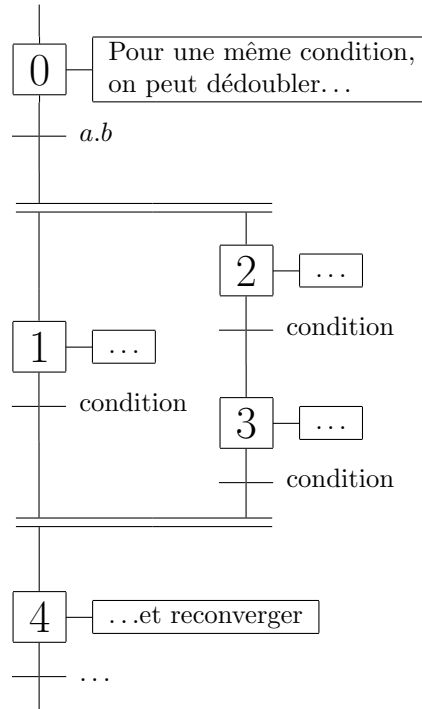 0
Pour une même condition,
on peut dédoubler…
a.b
2
…
condition
1
…
condition
3
…
condition
4
…et reconverger
…